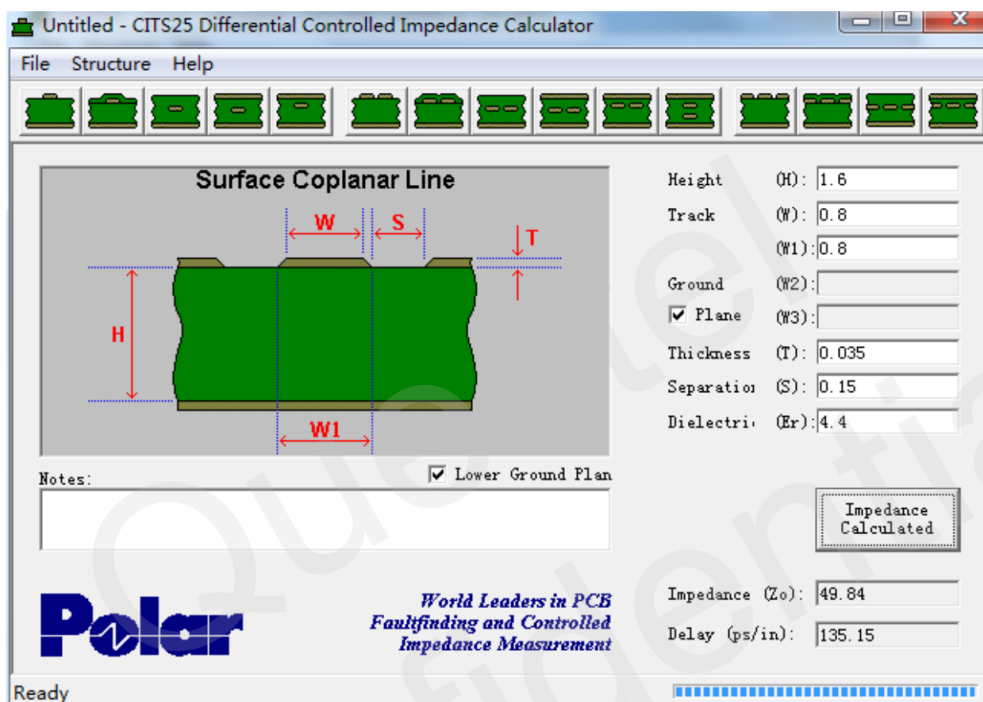 Untitled - CITS25 Differential Controlled Impedance Calculator
File Structure Help
Surface Coplanar Line
W
S
T
H
W1
Height (H): 1.6
Track (W): 0.8
(W1): 0.8
Ground (W2):
Plane (W3):
Thickness (T): 0.035
Separatio (S): 0.15
Dielectri (Er): 4.4
Notes:
Lower Ground Plan
Impedance
Calculated
Polar
World Leaders in PCB
Faultfinding and Controlled
Impedance Measurement
Impedance (Zo): 49.84
Delay (ps/in): 135.15
Ready